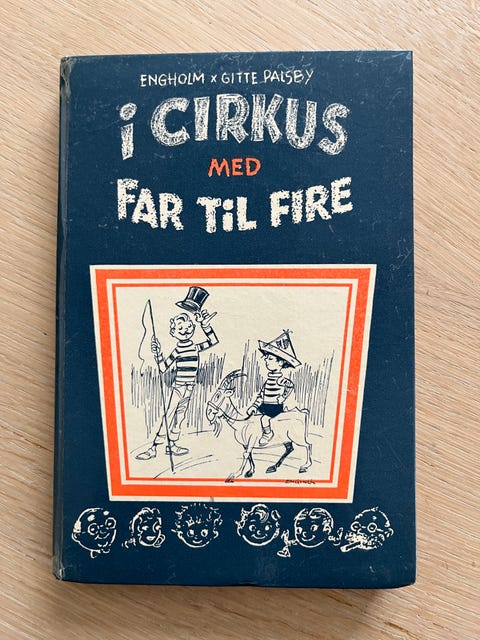 ENGHOLM x GITTE PALSBY
i CIRKUS
MED
FAR TiL FIRE
ENGHOLM